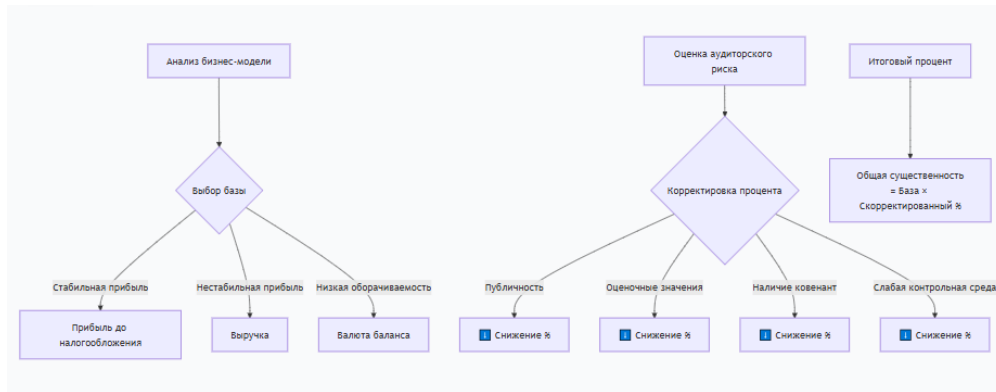 Анализ бизнес-модели
Выбор базы
Стабильная прибыль
Нестабильная прибыль
Низкая оборачиваемость
Прибыль до
налогообложения
Выручка
Валюта баланса
Оценка аудиторского
риска
Корректировка процента
Публичность
Оценочные значения
Наличие ковенант
Слабая контрольная среда
⬇️ Снижение %
⬇️ Снижение %
⬇️ Снижение %
⬇️ Снижение %
Итоговый процент
Общая существенность
= База ×
Скорректированный %